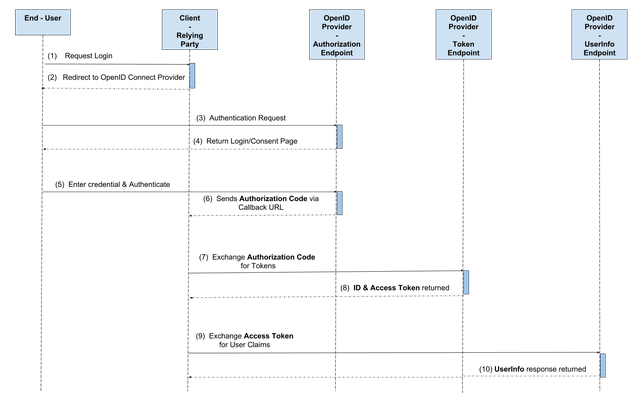 End - User
Client
-
Relying
Party
OpenID
Provider
-
Authorization
Endpoint
OpenID
Provider
-
Token
Endpoint
OpenID
Provider
-
UserInfo
Endpoint
(1) Request Login
(2) Redirect to OpenID Connect Provider
(3) Authentication Request
(4) Return Login/Consent Page
(5) Enter credential & Authenticate
(6) Sends Authorization Code via
Callback URL
(7) Exchange Authorization Code
for Tokens
(8) ID & Access Token returned
(9) Exchange Access Token
for User Claims
(10) UserInfo response returned